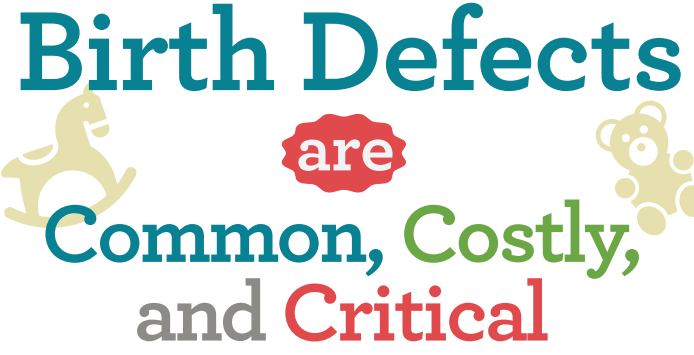 Birth Defects
are
Common, Costly,
and Critical